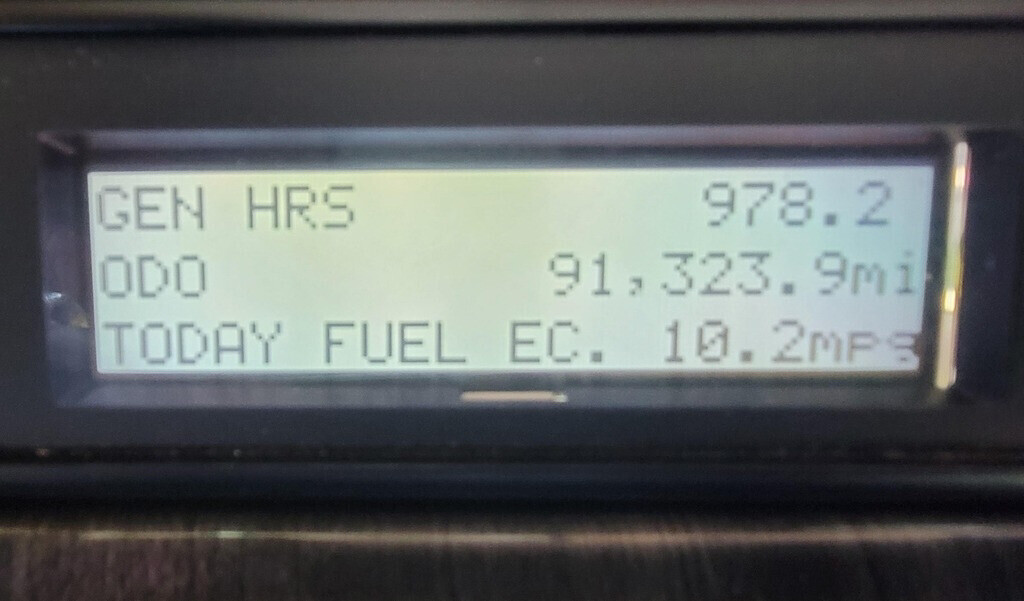 GEN HRS 978.2
ODO 91,323.9mi
TODAY FUEL EC. 10.2mpg